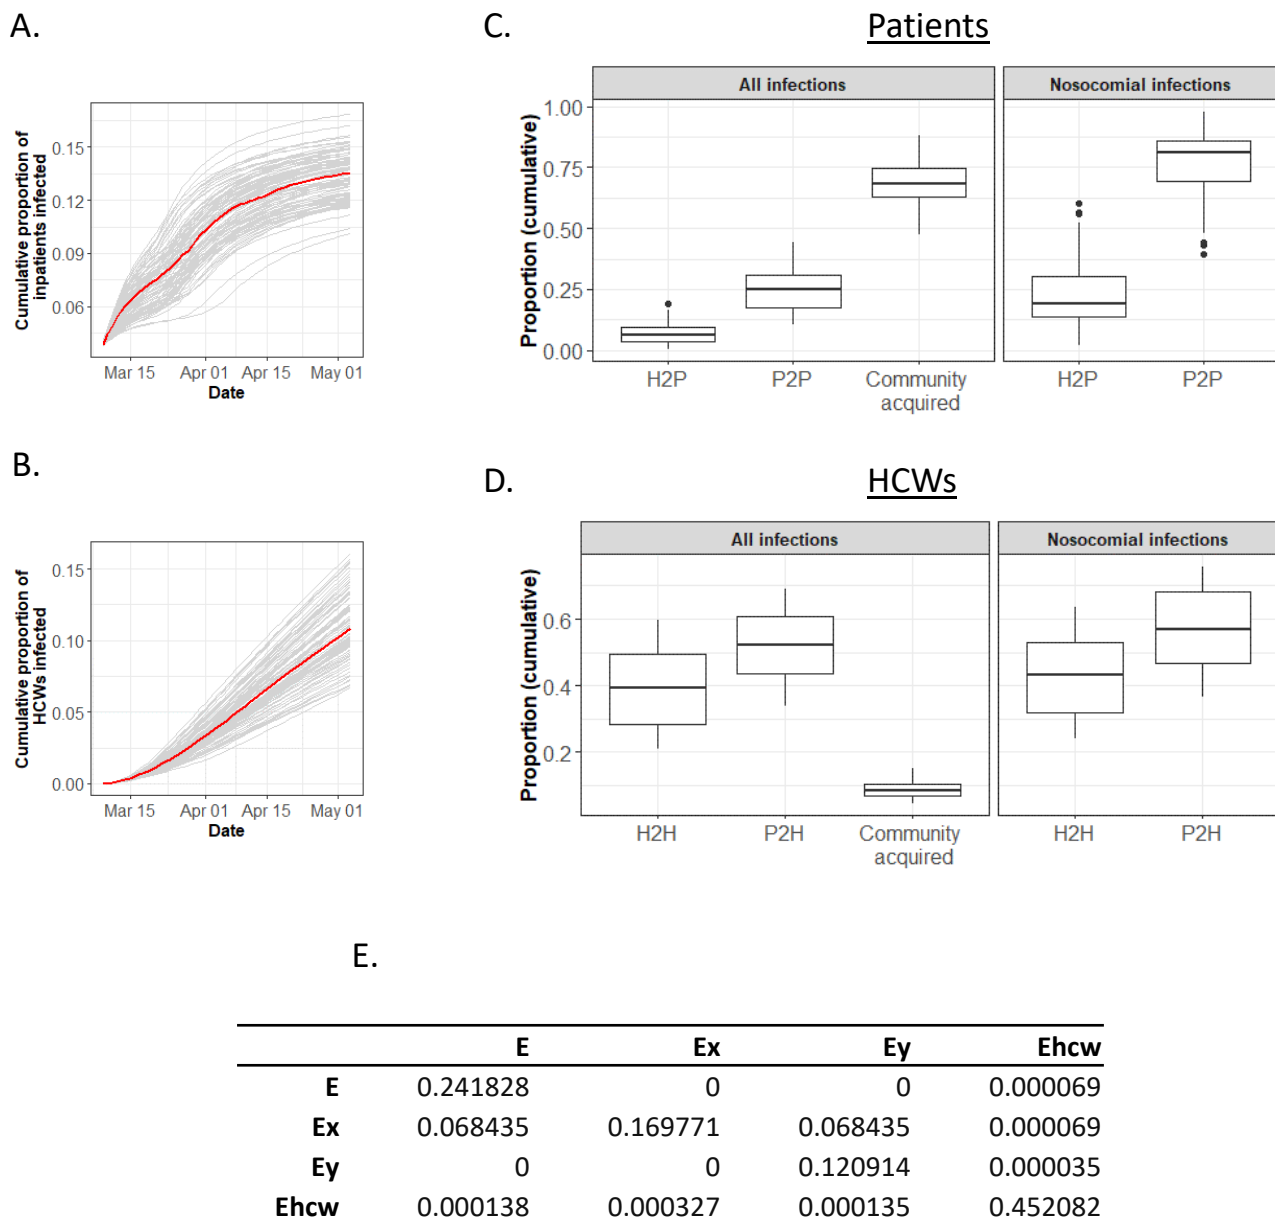 A.
Cumulative proportion of
inpatients infected
0.15
0.12
0.09
0.06
Mar 15 Apr 01 Apr 15 May 01
Date
B.
Cumulative proportion of
HCWs infected
0.15
0.10
0.05
0.00
Mar 15 Apr 01 Apr 15 May 01
Date
C.
Patients
All infections Nosocomial infections
Proportion (cumulative)
1.00
0.75
0.50
0.25
0.00
H2P P2P Community H2P P2P
acquired
D.
HCWs
All infections Nosocomial infections
Proportion (cumulative)
0.6
0.4
0.2
H2H P2H Community H2H P2H
acquired
E.
E Ex Ey Ehcw
E 0.241828 0 0 0.000069
Ex 0.068435 0.169771 0.068435 0.000069
Ey 0 0 0.120914 0.000035
Ehcw 0.000138 0.000327 0.000135 0.452082